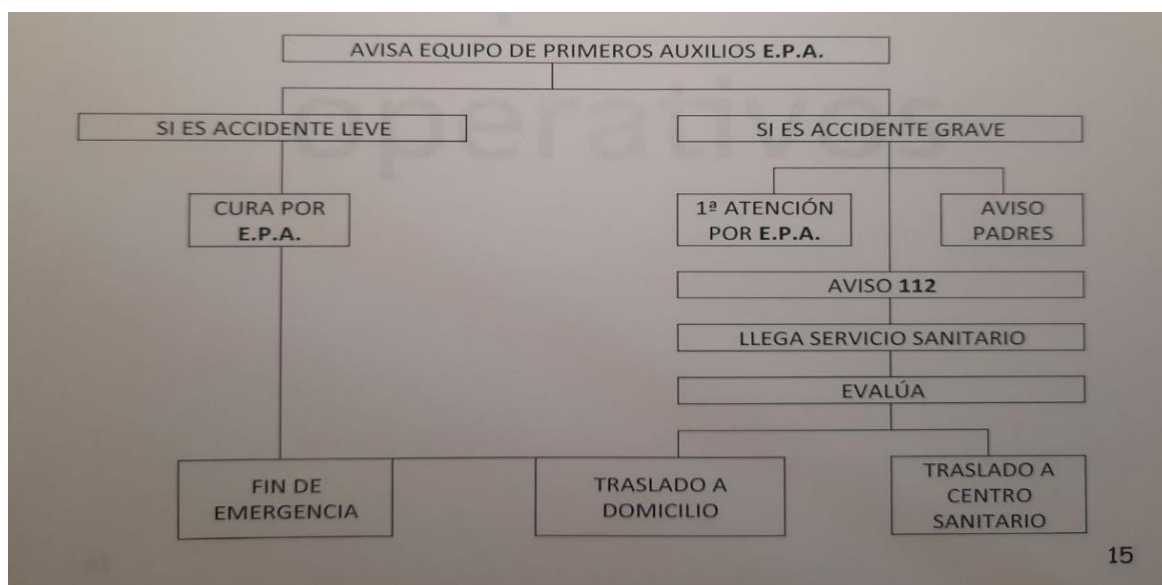 AVISA EQUIPO DE PRIMEROS AUXILIOS E.P.A.
operativos
SI ES ACCIDENTE LEVE
SI ES ACCIDENTE GRAVE
CURA POR
E.P.A.
1ª ATENCIÓN
POR E.P.A.
AVISO
PADRES
AVISO 112
LLEGA SERVICIO SANITARIO
EVALÚA
FIN DE
EMERGENCIA
TRASLADO A
DOMICILIO
TRASLADO A
CENTRO
SANITARIO
15